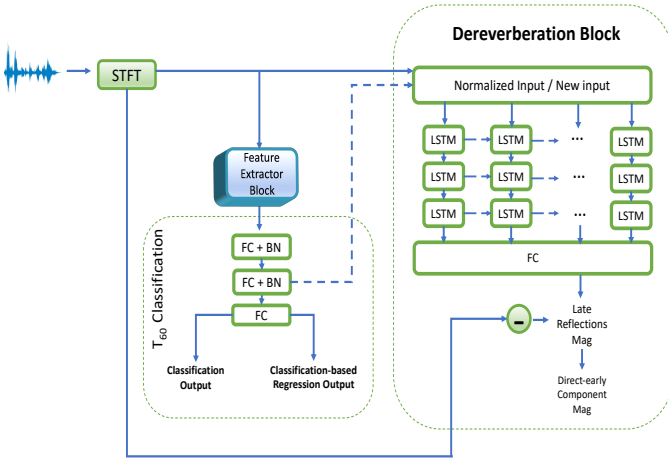 Dereverberation Block
STFT
Normalized Input / New input
LSTM
LSTM
...
LSTM
LSTM
LSTM
...
LSTM
LSTM
LSTM
...
LSTM
Feature
Extractor
Block
T60 Classification
FC + BN
FC + BN
FC
FC
Classification
Output
Classification-based
Regression Output
-
Late
Reflections
Mag
Direct-early
Component
Mag